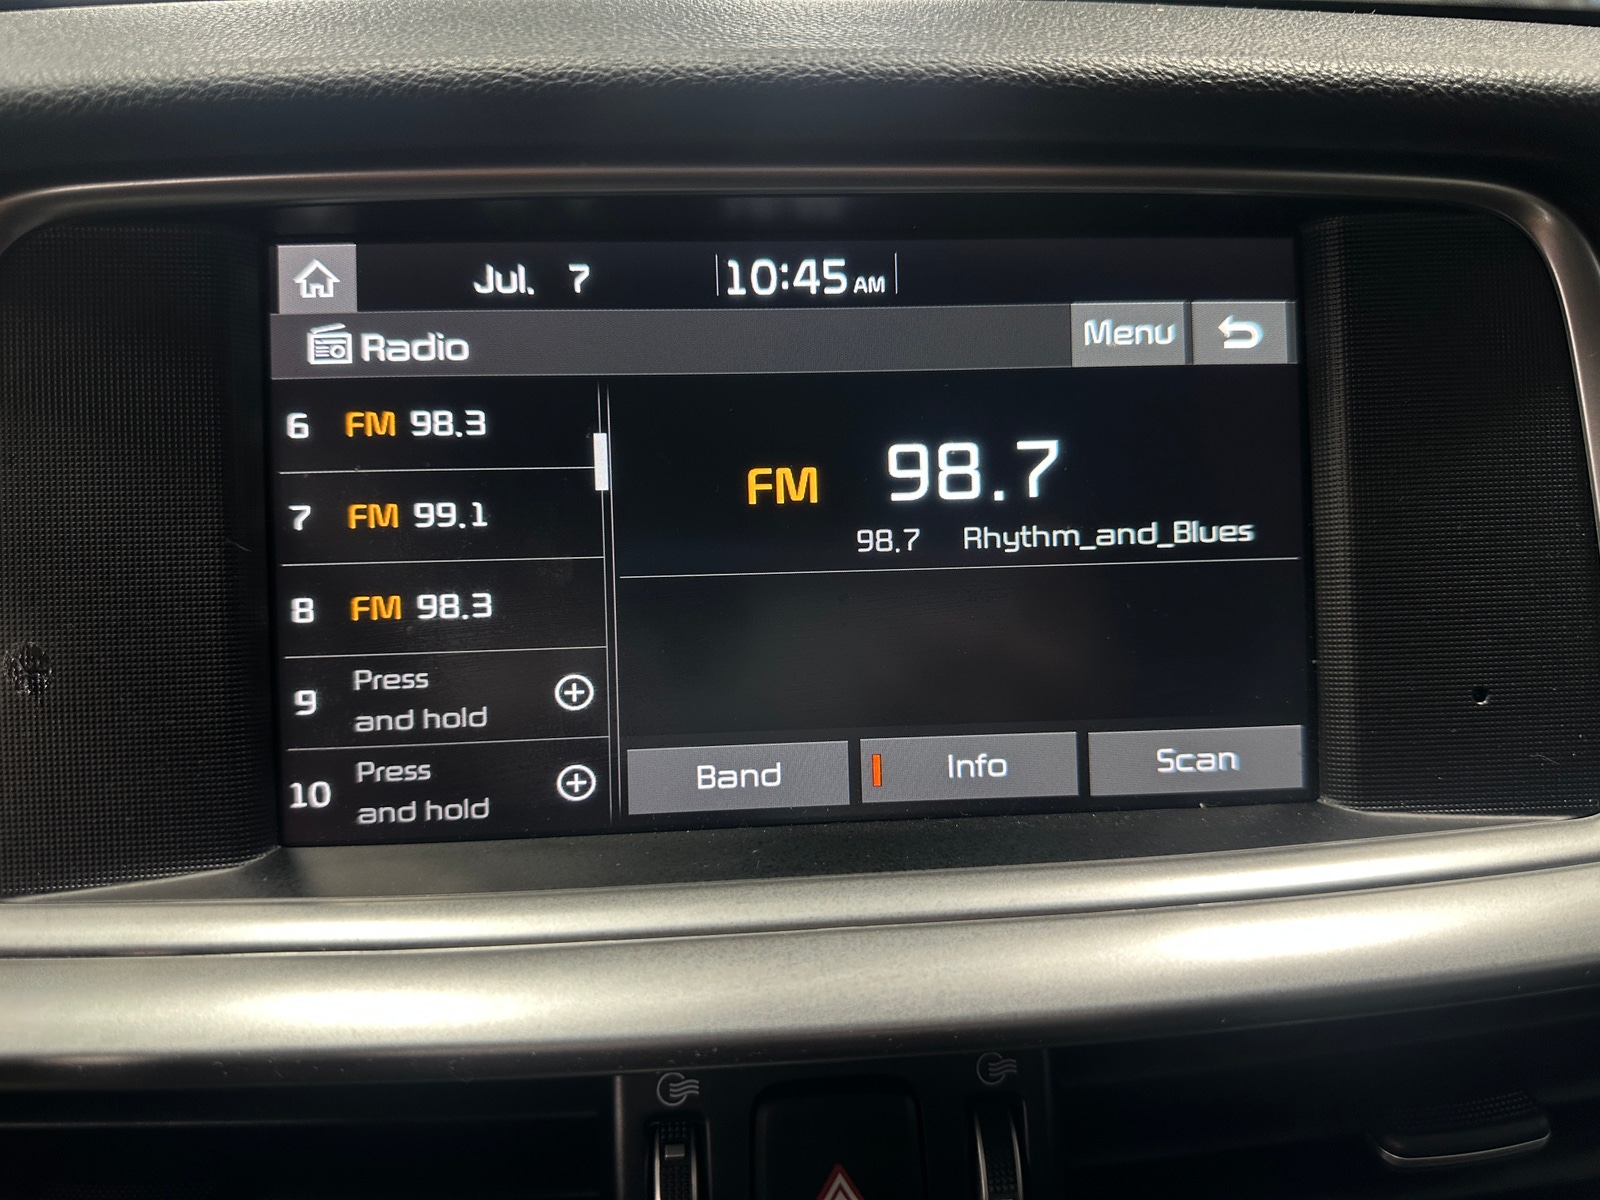 Jul. 7 10:45 AM
Radio Menu
6 FM 98.3
7 FM 99.1
8 FM 98.3
9 Press
and hold
10 Press
and hold
FM 98.7
98.7 Rhythm_and_Blues
Band Info Scan